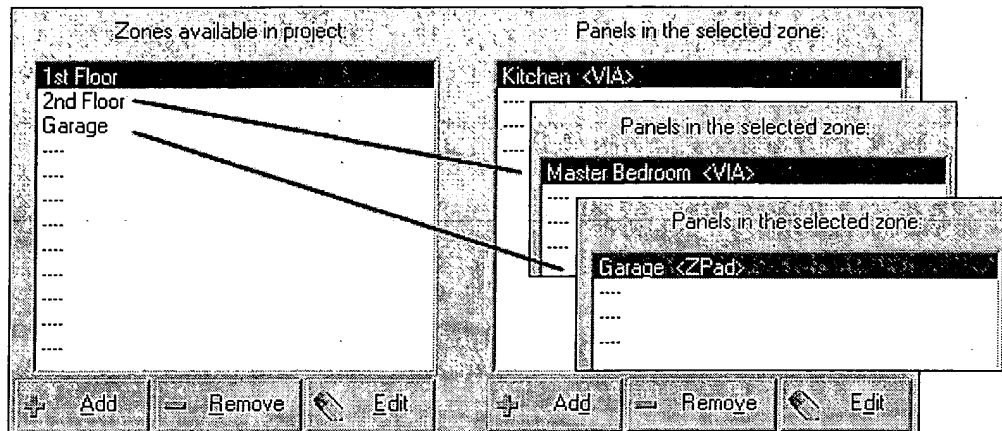 Zones available in project:
1st Floor
2nd Floor
Garage
----
----
----
----
----
----
----
----
----
Add
Remove
Edit
Panels in the selected zone:
Kitchen <VIA>
----
----
----
Panels in the selected zone:
Master Bedroom <VIA>
----
----
----
Panels in the selected zone:
Garage <ZPad>
----
----
----
Add
Remove
Edit